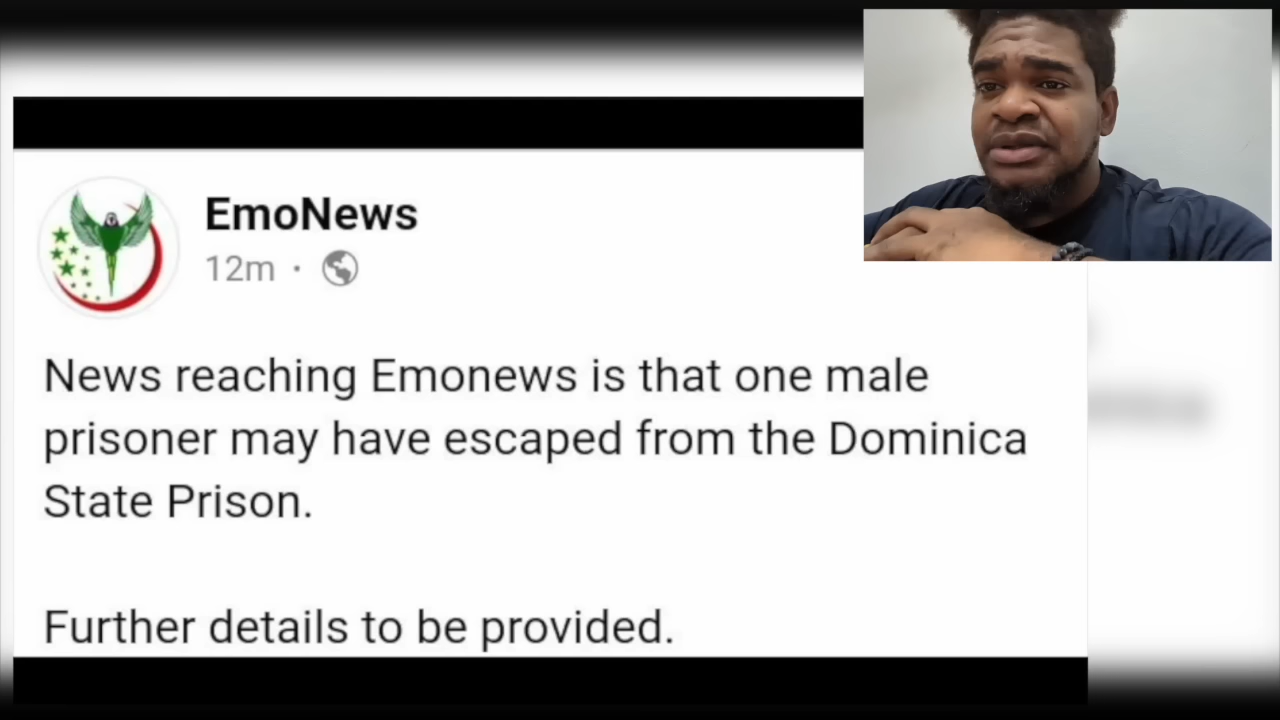 EmoNews
12m ·
News reaching Emonews is that one male
prisoner may have escaped from the Dominica
State Prison.
Further details to be provided.